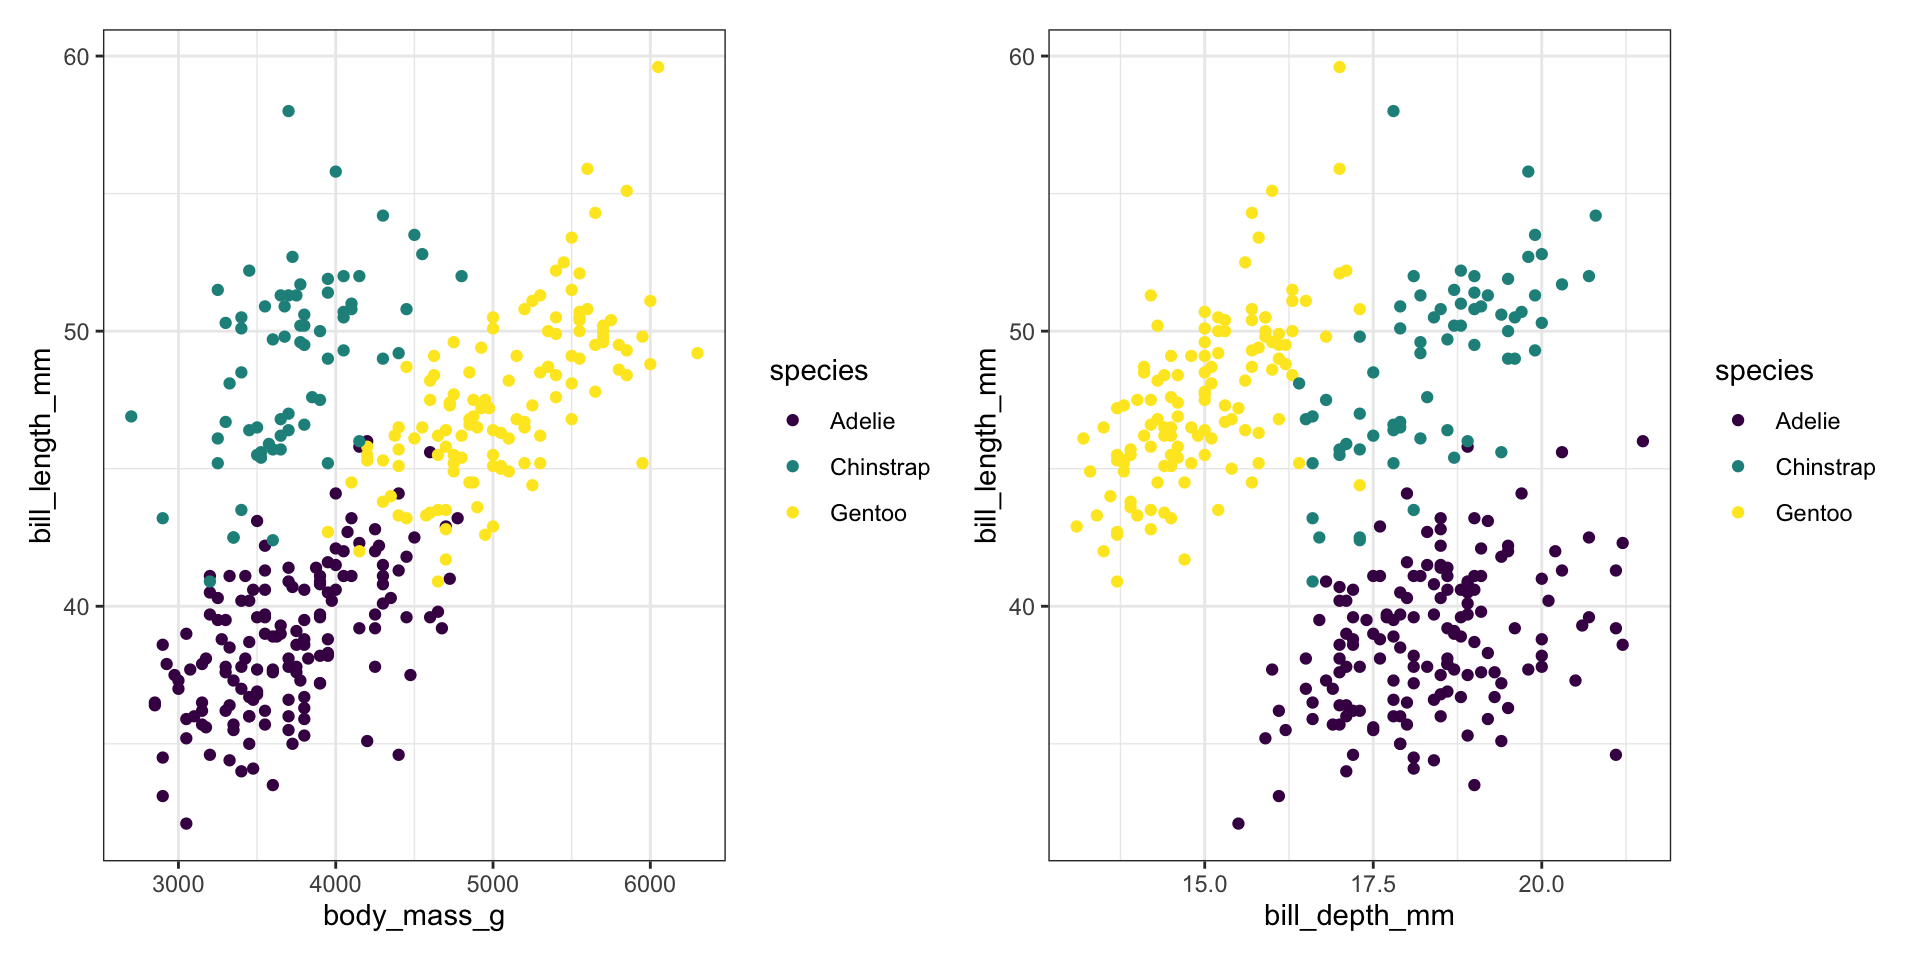 60
50
40
bill_length_mm
3000 4000 5000 6000
body_mass_g
species
Adelie
Chinstrap
Gentoo
60
50
40
bill_length_mm
15.0 17.5 20.0
bill_depth_mm
species
Adelie
Chinstrap
Gentoo